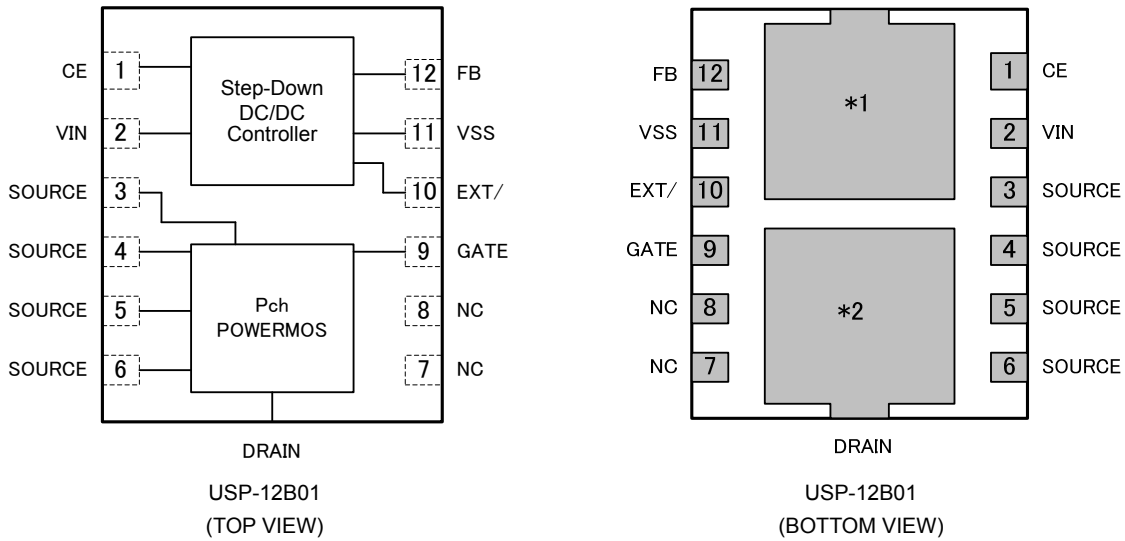 CE 1 Step-Down DC/DC Controller 12 FB
VIN 2 11 VSS
SOURCE 3 10 EXT/
SOURCE 4 9 GATE
SOURCE 5 Pch POWERMOS 8 NC
SOURCE 6 7 NC
DRAIN
USP-12B01
(TOP VIEW)
FB 12 *1 1 CE
VSS 11 2 VIN
EXT/ 10 3 SOURCE
GATE 9 4 SOURCE
NC 8 *2 5 SOURCE
NC 7 6 SOURCE
DRAIN
USP-12B01
(BOTTOM VIEW)